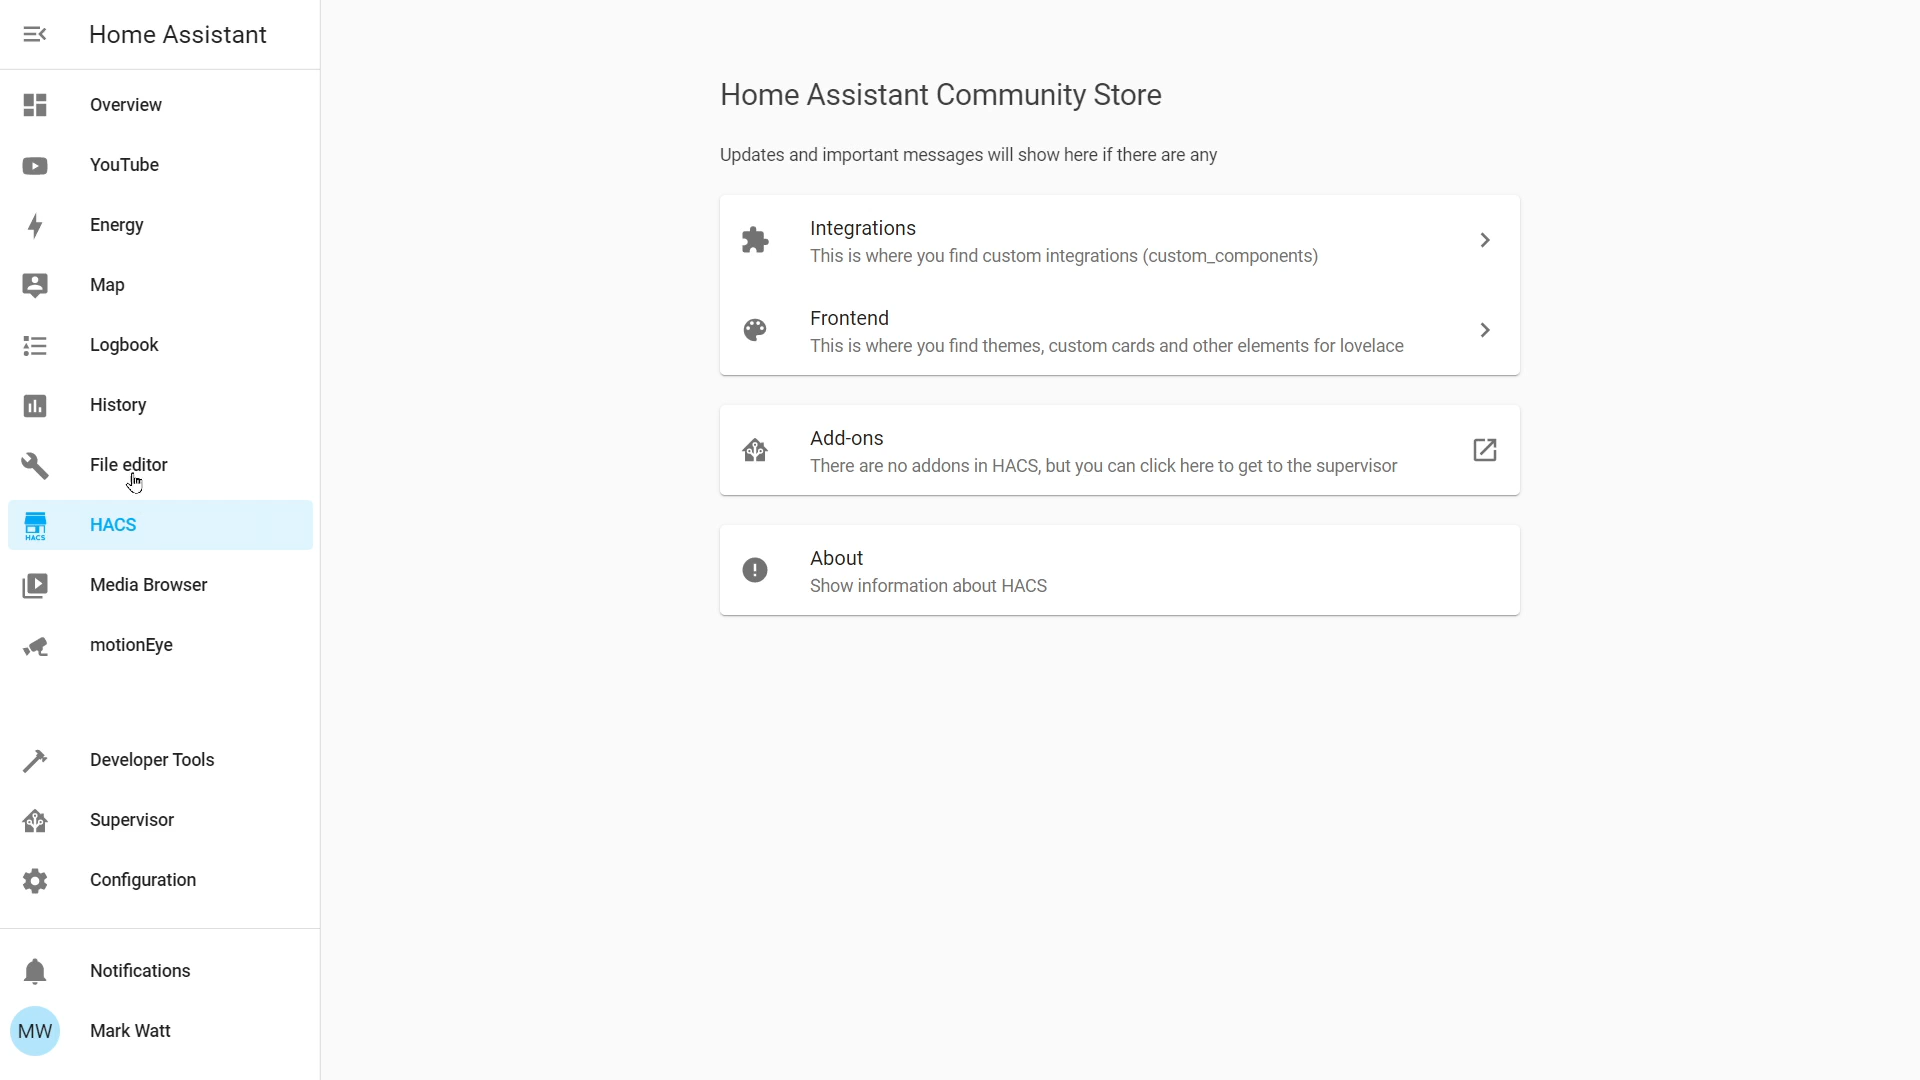 Home Assistant
Overview
YouTube
Energy
Map
Logbook
History
File editor
HACS
HACS
Media Browser
motionEye
Developer Tools
Supervisor
Configuration
Notifications
MW
Mark Watt
Home Assistant Community Store
Updates and important messages will show here if there are any
Integrations
This is where you find custom integrations (custom_components)
Frontend
This is where you find themes, custom cards and other elements for lovelace
Add-ons
There are no addons in HACS, but you can click here to get to the supervisor
About
Show information about HACS